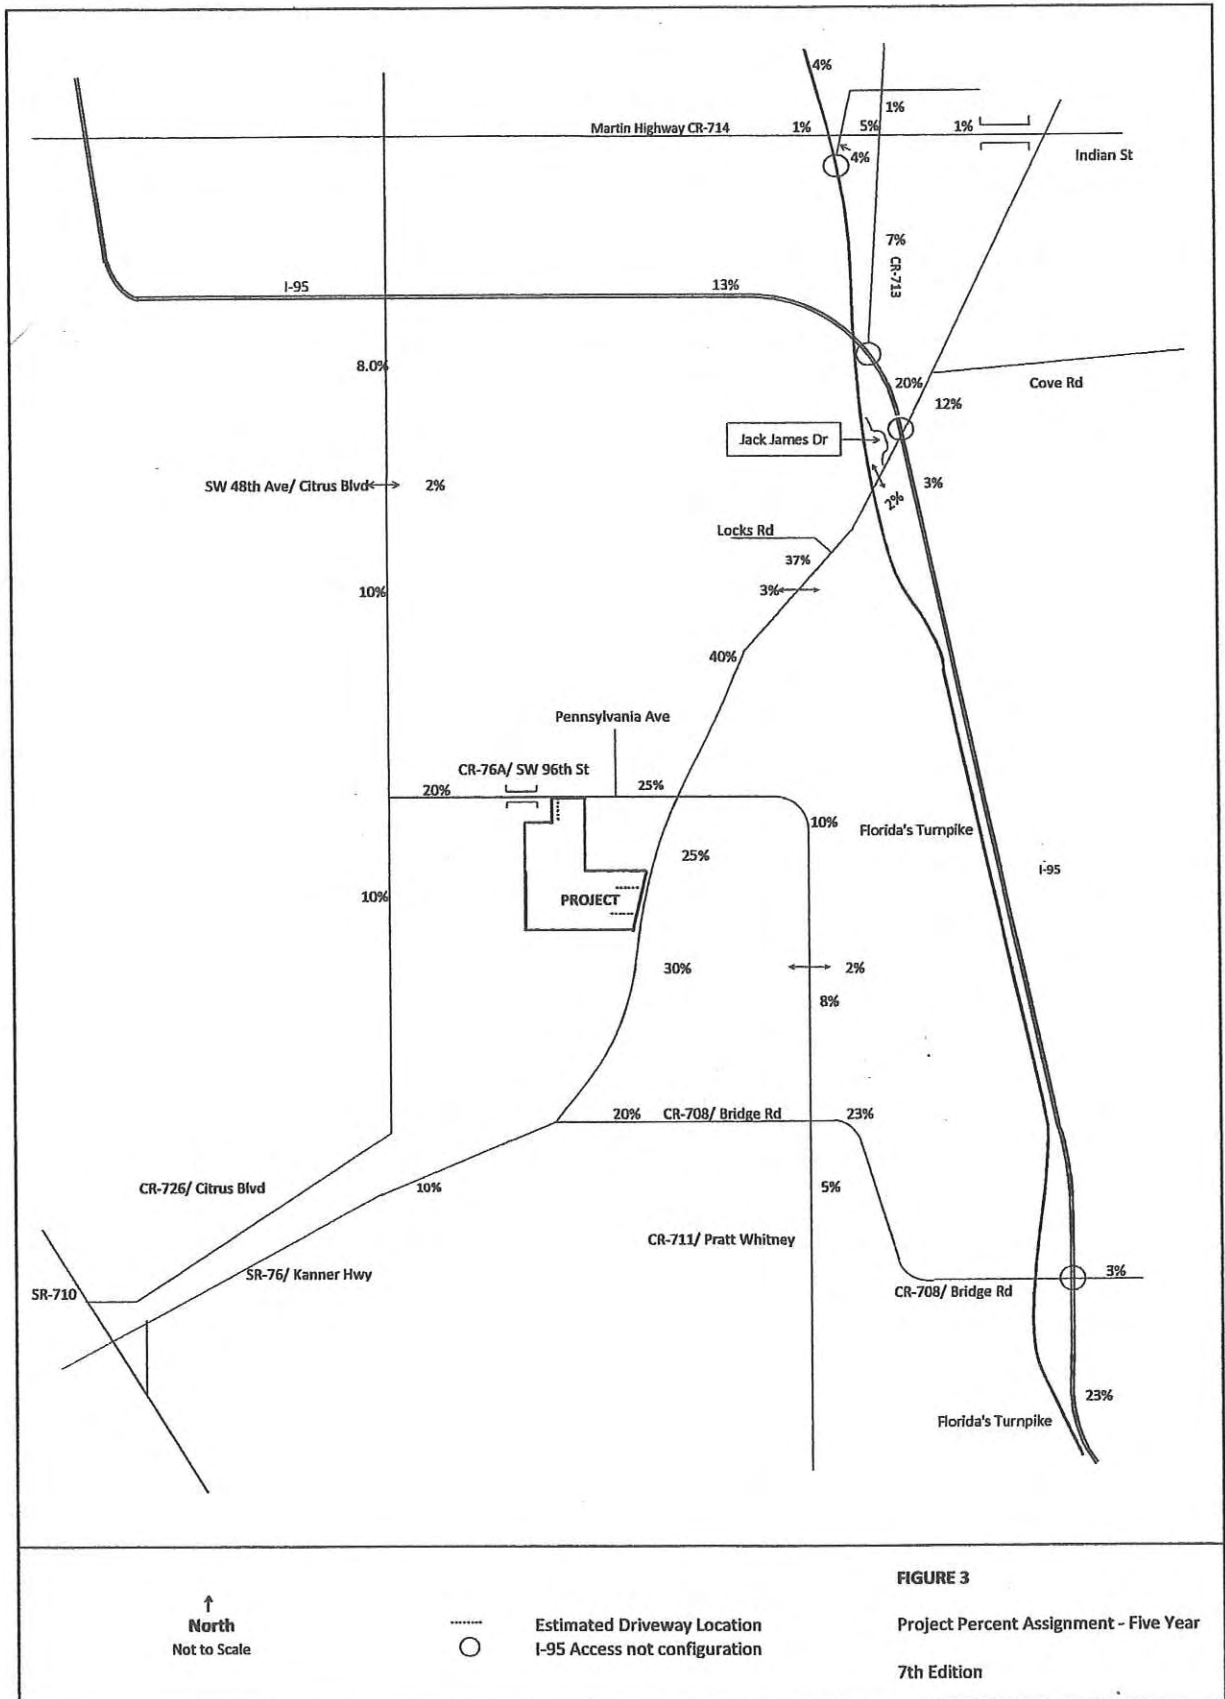 4%
1%
Martin Highway CR-714
1%
5%
1%
4%
Indian St
7%
CR-713
I-95
13%
8.0%
20%
Cove Rd
12%
Jack James Dr
SW 48th Ave/ Citrus Blvd
2%
3%
2%
Locks Rd
37%
10%
3%
40%
Pennsylvania Ave
CR-76A/ SW 96th St
20%
25%
10%
Florida's Turnpike
25%
I-95
10%
PROJECT
30%
2%
8%
20%
CR-708/ Bridge Rd
23%
CR-726/ Citrus Blvd
10%
5%
CR-711/ Pratt Whitney
SR-76/ Kanner Hwy
3%
SR-710
CR-708/ Bridge Rd
23%
Florida's Turnpike
FIGURE 3
North
Not to Scale
Estimated Driveway Location
I-95 Access not configuration
Project Percent Assignment - Five Year
7th Edition